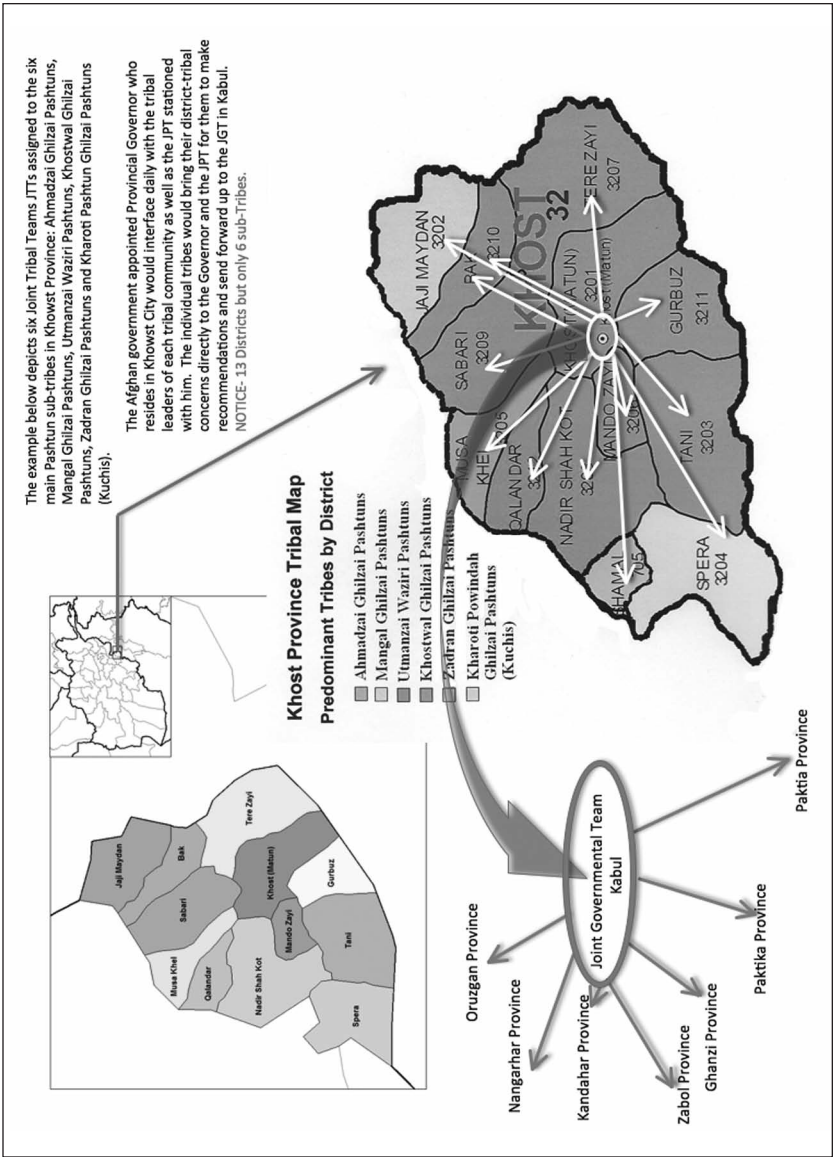 The example below depicts six Joint Tribal Teams JTTs assigned to the six
main Pashtun sub-tribes in Khowst Province: Ahmadzai Ghilzai Pashtuns,
Mangal Ghilzai Pashtuns, Utmanzai Waziri Pashtuns, Khostwal Ghilzai
Pashtuns, Zadran Ghilzai Pashtuns and Kharoti Pashtun Ghilzai Pashtuns
(Kuchis).
The Afghan government appointed Provincial Governor who
resides in Khowst City would interface daily with the tribal
leaders of each tribal community as well as the JPT stationed
with him. The individual tribes would bring their district-tribal
concerns directly to the Governor and the JPT for them to make
recommendations and send forward up to the JGT in Kabul.
NOTICE- 13 Districts but only 6 sub-Tribes.
Jaji Maydan
Bak
Sabari
Musa Khel
Qalandar
Tere Zayi
Khost (Matun)
Nadir Shah Kot
Mando Zayi
Gurbuz
Tani
Spera
Khost Province Tribal Map
Predominant Tribes by District
Ahmadzai Ghilzai Pashtuns
Mangal Ghilzai Pashtuns
Utmanzai Waziri Pashtuns
Khostwal Ghilzai Pashtuns
Zadran Ghilzai Pashtuns
Kharoti Powindah
Ghilzai Pashtuns
(Kuchis)
JAJI MAYDAN
3202
3210
SABARI
3209
MUSA
KHEL
QALANDAR
NADIR SHAH KOT
KHOST
32
TERE ZAYI
3207
3201
Khost (Matun)
MANDO ZAYI
GURBUZ
3211
TANI
3203
SPERA
3204
Joint Governmental Team
Kabul
Oruzgan Province
Nangarhar Province
Kandahar Province
Zabol Province
Ghanzi Province
Paktika Province
Paktia Province